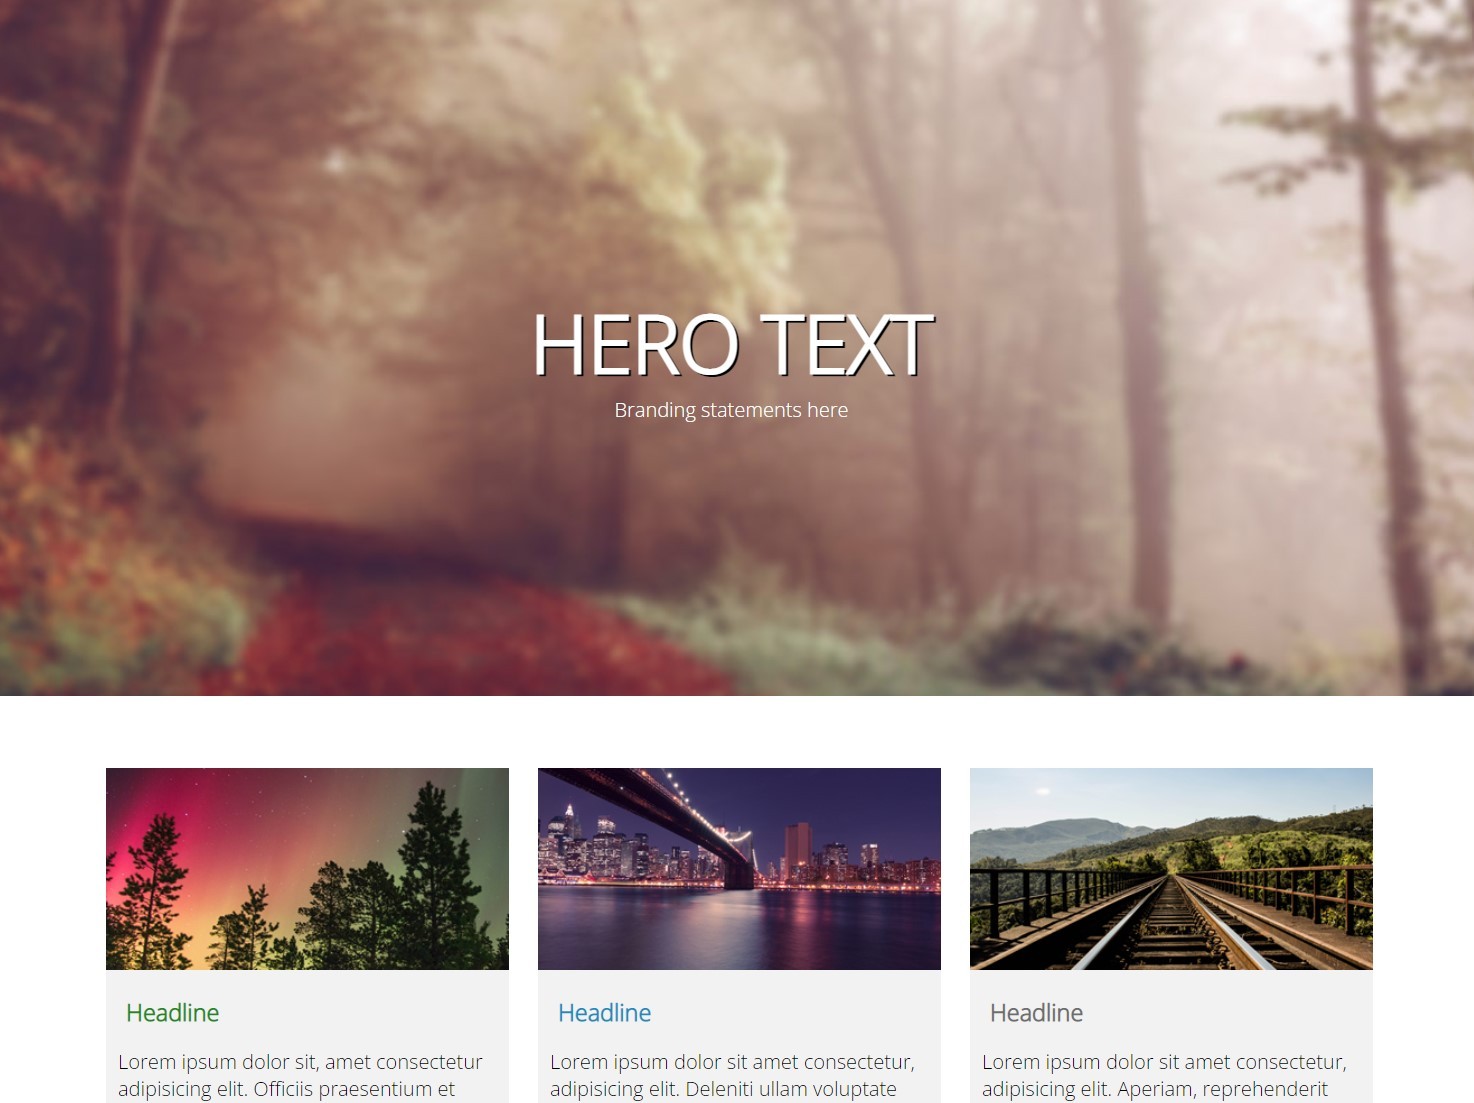 HERO TEXT
Branding statements here
Headline
Lorem ipsum dolor sit, amet consectetur
adipisicing elit. Officiis praesentium et
Headline
Lorem ipsum dolor sit amet consectetur,
adipisicing elit. Deleniti ullam voluptate
Headline
Lorem ipsum dolor sit amet consectetur,
adipisicing elit. Aperiam, reprehenderit